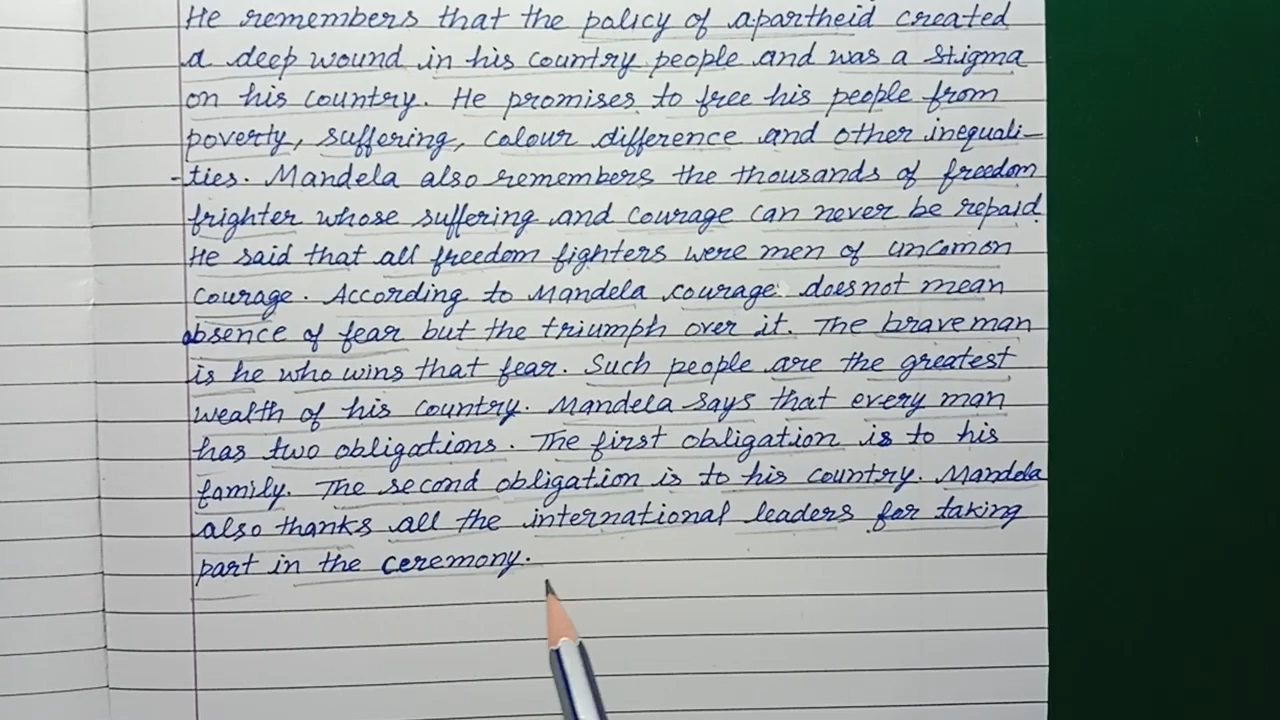 He remembers that the policy of apartheid created
a deep wound in his country people and was a stigma
on his country. He promises to free his people from
poverty, suffering, colour difference and other inequali-
-ties. Mandela also remembers the thousands of freedom
frighter whose suffering and courage can never be repaid.
He said that all freedom fighters were men of uncomon
courage. According to Mandela courage does not mean
absence of fear but the triumph over it. The brave man
is he who wins that fear. Such people are the greatest
wealth of his country. Mandela says that every man
has two obligations. The first obligation is to his
family. The second obligation is to his country. Mandela
also thanks all the international leaders for taking
part in the ceremony.